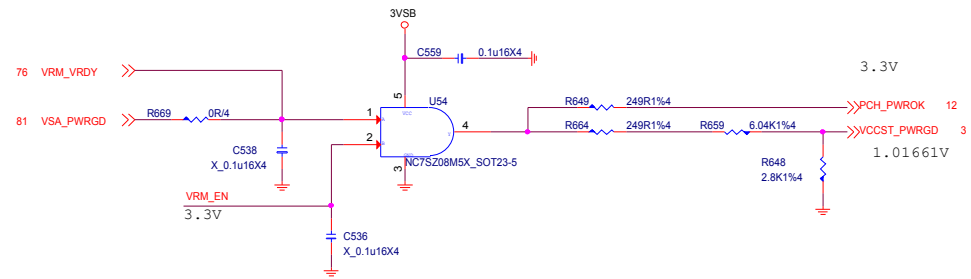 3VSB
C559 0.1u16X4
76 VRM_VRDY
3.3V
U54
5
VCC
R649 249R1%4
PCH_PWROK 12
81 VSA_PWRGD
R669 0R/4
1
A
4
Y
R664 249R1%4
R659 6.04K1%4
VCCST_PWRGD 3
2
B
C538
X_0.1u16X4
GND
3
NC7SZ08M5X_SOT23-5
1.01661V
R648
2.8K1%4
VRM_EN
3.3V
C536
X_0.1u16X4